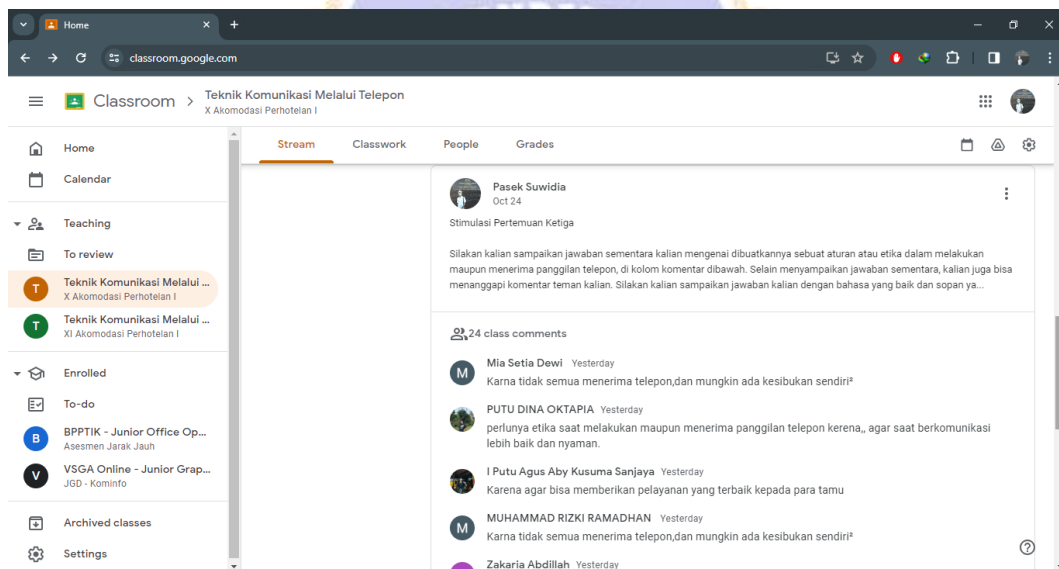 Home
classroom.google.com
Classroom > Teknik Komunikasi Melalui Telepon
X Akomodasi Perhotelan I
Home
Calendar
Teaching
To review
T
Teknik Komunikasi Melalui ...
X Akomodasi Perhotelan I
T
Teknik Komunikasi Melalui ...
XI Akomodasi Perhotelan I
Enrolled
To-do
B
BPPTIK - Junior Office Op...
Asesmen Jarak Jauh
V
VSGA Online - Junior Grap...
JGD - Kominfo
Archived classes
Settings
Stream Classwork People Grades
Pasek Suwidia
Oct 24
Stimulasi Pertemuan Ketiga
Silakan kalian sampaikan jawaban sementara kalian mengenai dibuatkannya sebuat aturan atau etika dalam melakukan
maupun menerima panggilan telepon, di kolom komentar dibawah. Selain menyampaikan jawaban sementara, kalian juga bisa
menanggapi komentar teman kalian. Silakan kalian sampaikan jawaban kalian dengan bahasa yang baik dan sopan ya...
24 class comments
M
Mia Setia Dewi Yesterday
Karna tidak semua menerima telepon,dan mungkin ada kesibukan sendiri²
PUTU DINA OKTAPIA Yesterday
perlunya etika saat melakukan maupun menerima panggilan telepon kerena,, agar saat berkomunikasi
lebih baik dan nyaman.
I Putu Agus Aby Kusuma Sanjaya Yesterday
Karena agar bisa memberikan pelayanan yang terbaik kepada para tamu
M
MUHAMMAD RIZKI RAMADHAN Yesterday
Karna tidak semua menerima telepon,dan mungkin ada kesibukan sendiri²
Zakaria Abdillah Yesterday